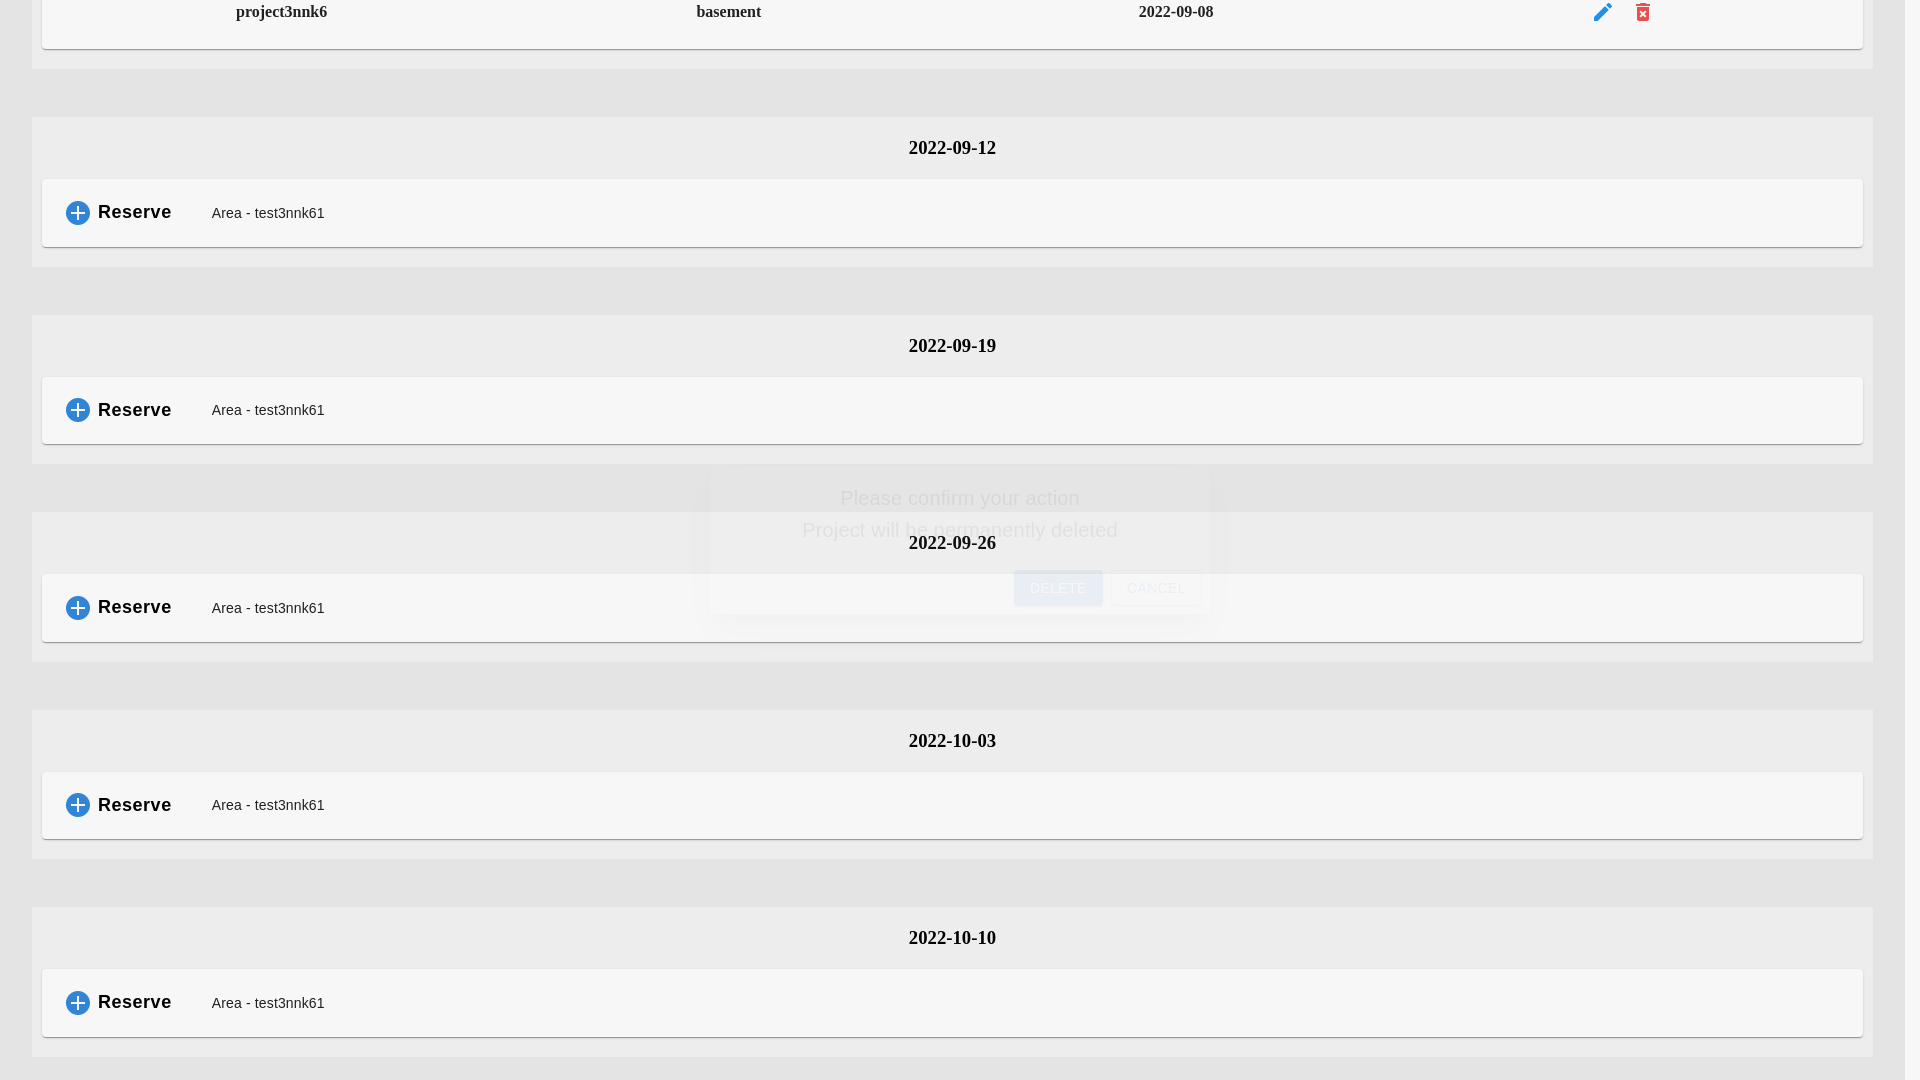 project3nnk6 basement 2022-09-08
2022-09-12
Reserve Area - test3nnk61
2022-09-19
Reserve Area - test3nnk61
Please confirm your action
Project will be permanently deleted
2022-09-26
DELETE CANCEL
Reserve Area - test3nnk61
2022-10-03
Reserve Area - test3nnk61
2022-10-10
Reserve Area - test3nnk61